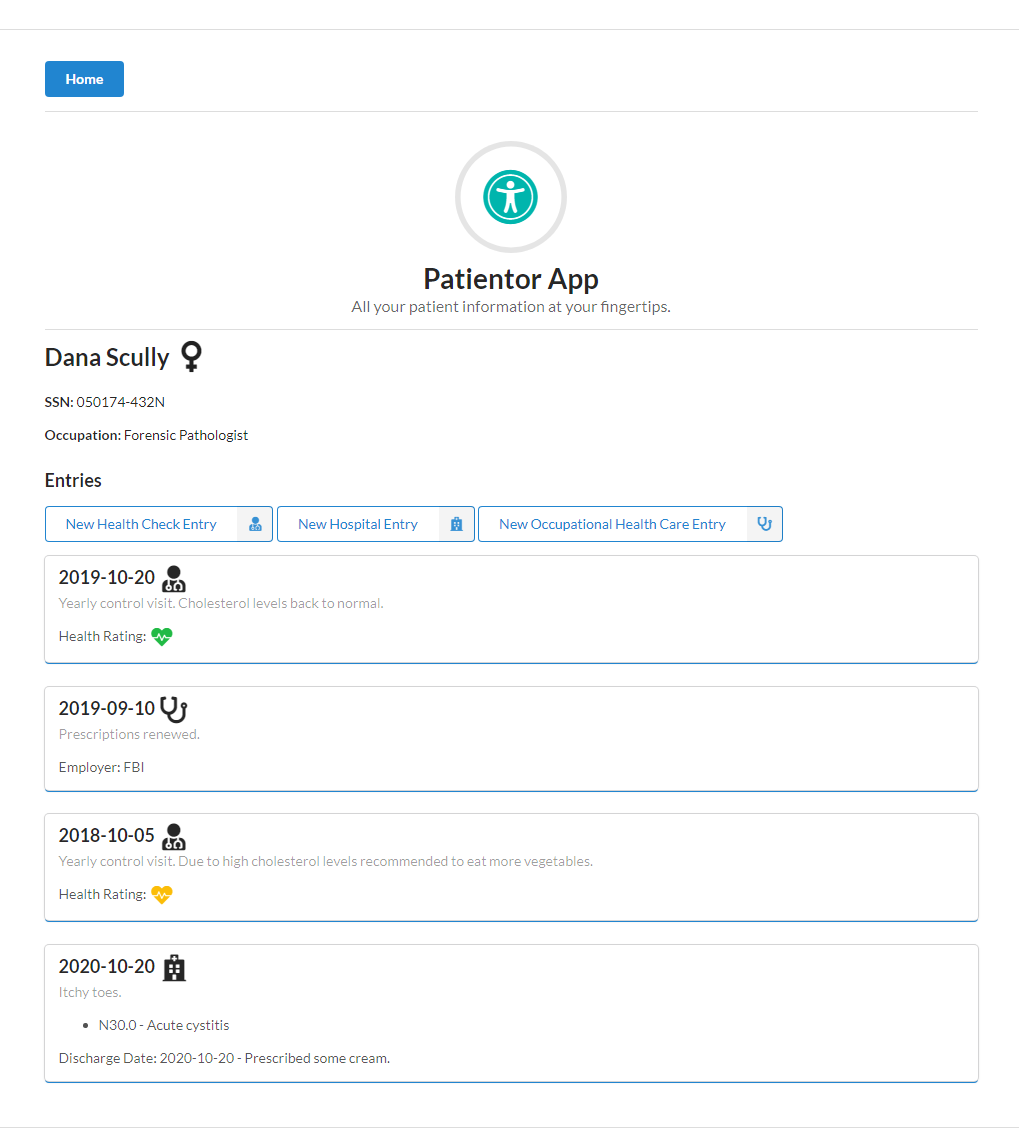 Home
Patientor App
All your patient information at your fingertips.
Dana Scully
SSN: 050174-432N
Occupation: Forensic Pathologist
Entries
New Health Check Entry New Hospital Entry New Occupational Health Care Entry
2019-10-20
Yearly control visit. Cholesterol levels back to normal.
Health Rating:
2019-09-10
Prescriptions renewed.
Employer: FBI
2018-10-05
Yearly control visit. Due to high cholesterol levels recommended to eat more vegetables.
Health Rating:
2020-10-20
Itchy toes.
• N30.0 - Acute cystitis
Discharge Date: 2020-10-20 - Prescribed some cream.